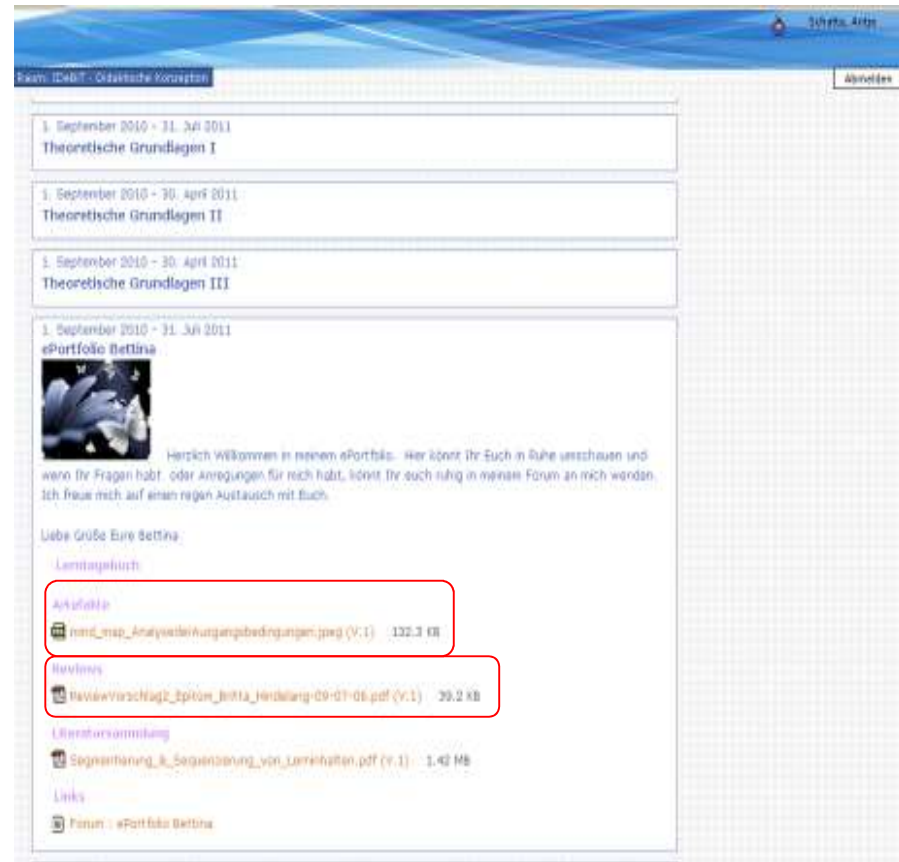 Raum: IDeBiT - Didaktische Konzeption
Abmelden
1. September 2010 - 31. Juli 2011
Theoretische Grundlagen I
1. September 2010 - 30. April 2011
Theoretische Grundlagen II
1. September 2010 - 30. April 2011
Theoretische Grundlagen III
1. September 2010 - 31. Juli 2011
ePortfolio Bettina
Herzlich Willkommen in meinem ePortfolio. Hier könnt Ihr Euch in Ruhe umschauen und
wenn Ihr Fragen habt oder Anregungen für mich habt, könnt Ihr euch ruhig in meinem Forum an mich wenden.
Ich freue mich auf einen regen Austausch mit Euch.
Liebe Grüße Eure Bettina
Lerntagebuch
Artefakte
mind_map_AnalysederAusgangsbedingungen.jpeg (V.1) 132.3 KB
Reviews
ReviewVorschlag2_Epitum_Britta_Hindelang-09-07-06.pdf (V.1) 39.2 KB
Literatursammlung
Segmentierung_&_Sequenzierung_von_Lerninhalten.pdf (V.1) 1.42 MB
Links
Forum : ePortfolio Bettina